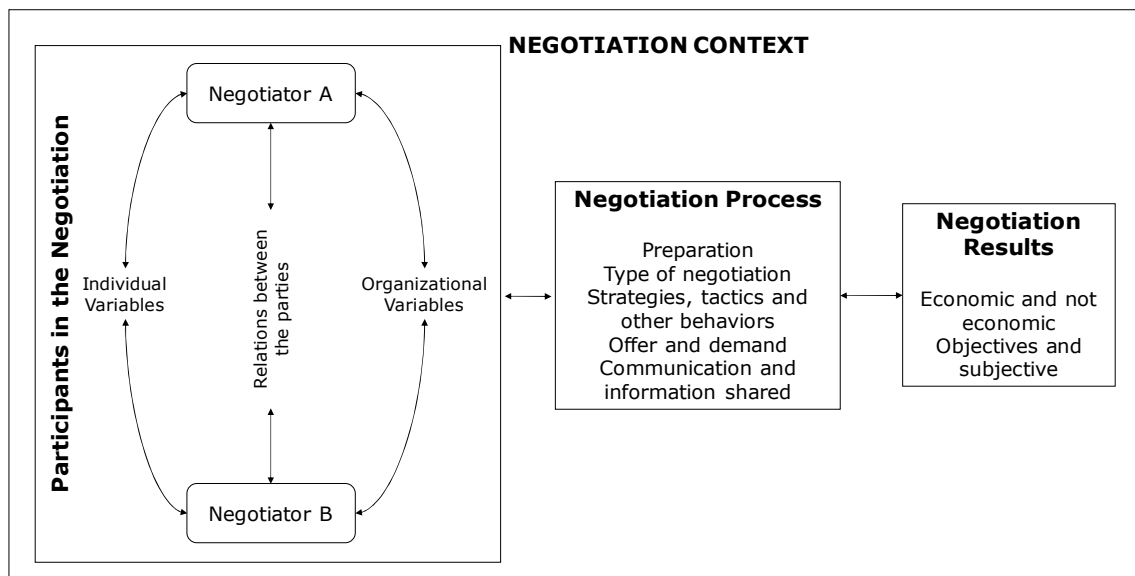 NEGOTIATION CONTEXT
Participants in the Negotiation
Negotiator A
Individual
Variables
Relations between
the parties
Organizational
Variables
Negotiator B
Negotiation Process
Preparation
Type of negotiation
Strategies, tactics and
other behaviors
Offer and demand
Communication and
information shared
Negotiation
Results
Economic and not
economic
Objectives and
subjective